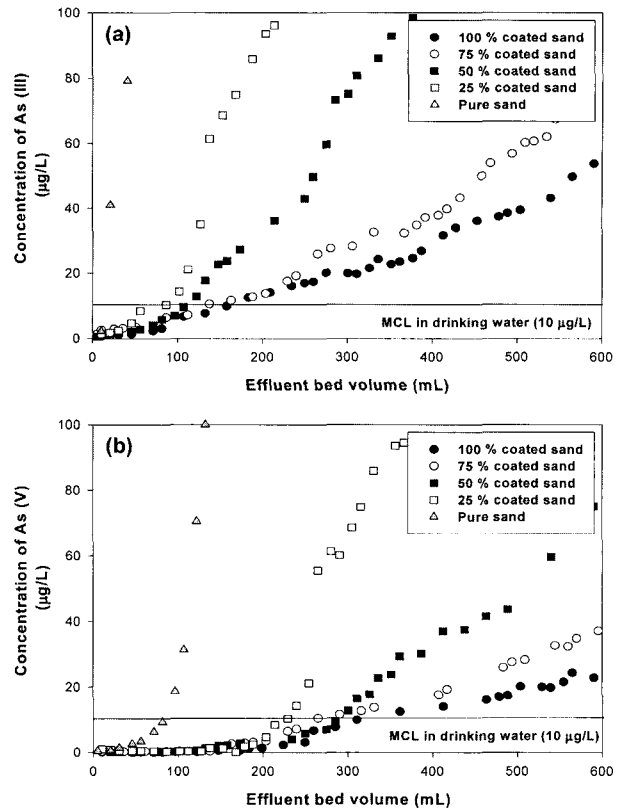 (a)
100 % coated sand
75 % coated sand
50 % coated sand
25 % coated sand
Pure sand
Concentration of As (III)
(µg/L)
100
80
60
40
20
0
MCL in drinking water (10 µg/L)
0 100 200 300 400 500 600
Effluent bed volume (mL)
(b)
100 % coated sand
75 % coated sand
50 % coated sand
25 % coated sand
Pure sand
Concentration of As (V)
(µg/L)
100
80
60
40
20
0
MCL in drinking water (10 µg/L)
0 100 200 300 400 500 600
Effluent bed volume (mL)